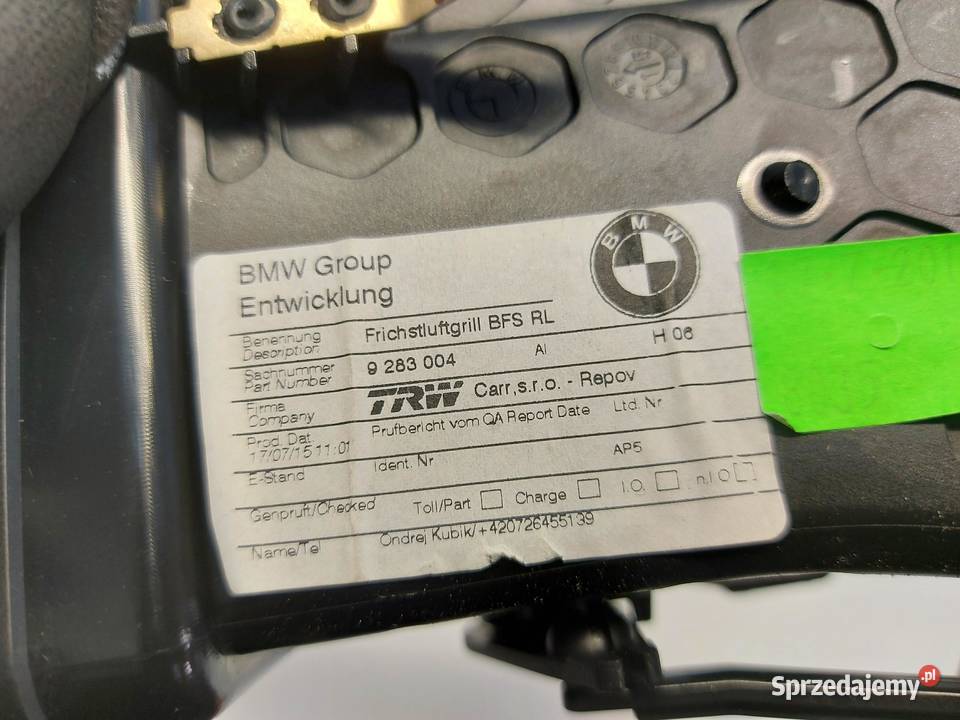 BMW Group
Entwicklung
BMW
Benennung Frichstluftgrill BFS RL
Description
Sachnummer 9 283 004 AI H 06
Part Number
Firma TRW Carr,s.r.o. - Repov
Company
Prod. Dat. Prufbericht vom QA Report Date Ltd. Nr
17/07/15 11:01
E-Stand Ident. Nr AP5
Genpruft/Checked Toll/Part Charge I.O. n.I O
Name/Tel Ondrej Kubik/+420726455139
Sprzedajemy.pl